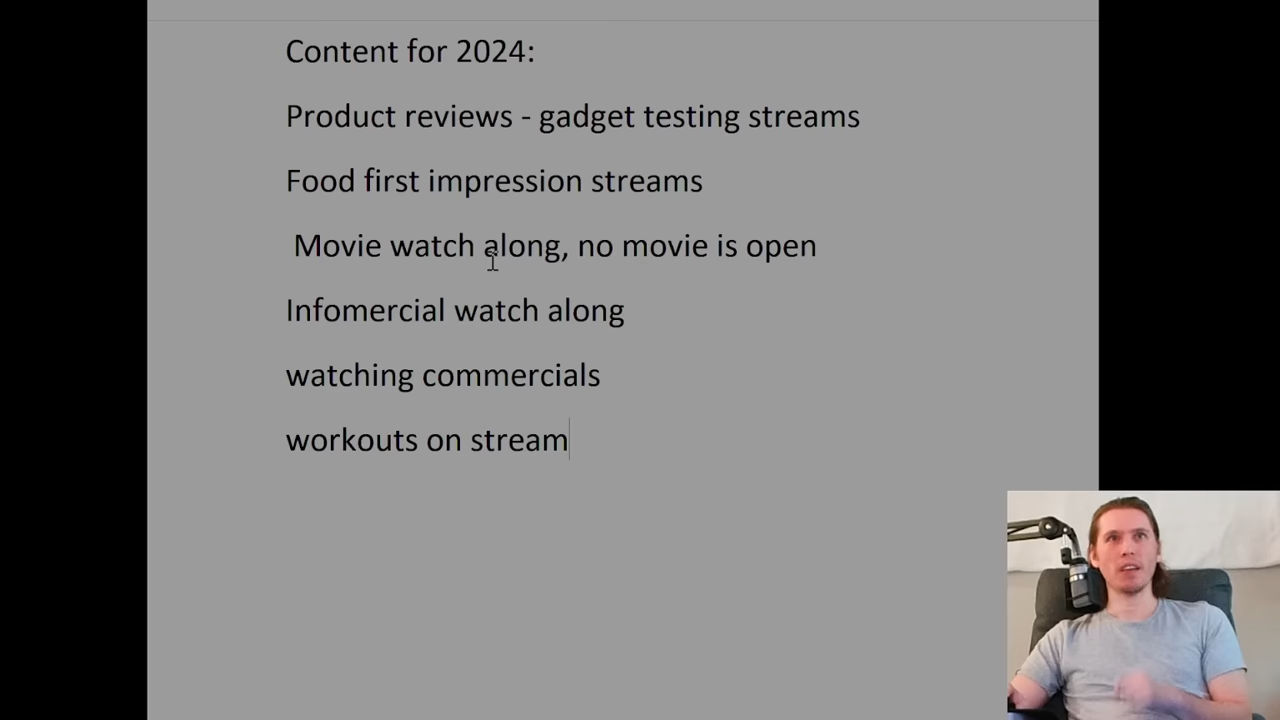 Content for 2024:
Product reviews - gadget testing streams
Food first impression streams
Movie watch along, no movie is open
Infomercial watch along
watching commercials
workouts on stream